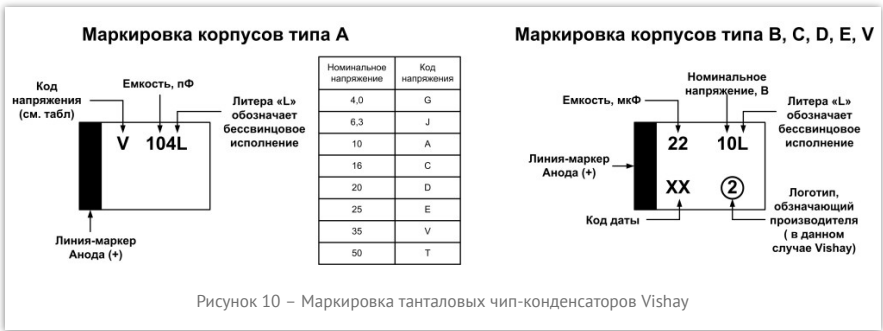 Маркировка корпусов типа А
Код
напряжения
(см. табл)
Емкость, пФ
Литера «L»
обозначает
бессвинцовое
исполнение
V 104L
Линия-маркер
Анода (+)
Номинальное напряжение Код напряжения
4,0 G
6,3 J
10 A
16 C
20 D
25 E
35 V
50 T
Маркировка корпусов типа B, C, D, E, V
Емкость, мкФ
Номинальное
напряжение, В
Литера «L»
обозначает
бессвинцовое
исполнение
Линия-маркер
Анода (+)
22 10L
XX 2
Код даты
Логотип,
обзначающий
производителя
( в данном
случае Vishay)
Рисунок 10 – Маркировка танталовых чип-конденсаторов Vishay